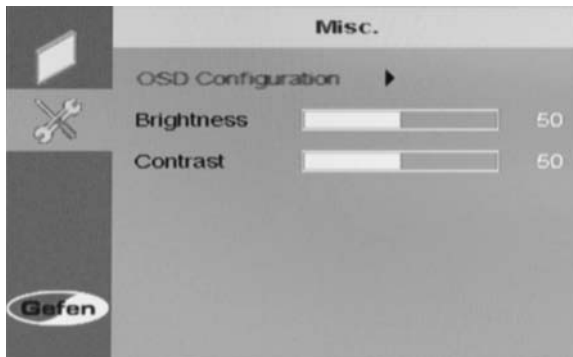 Misc.
OSD Configuration
Brightness 50
Contrast 50
Gefen